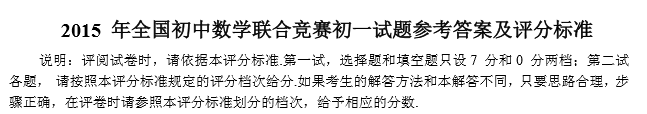 2015 年全国初中数学联合竞赛初一试题参考答案及评分标准
说明：评阅试卷时，请依据本评分标准.第一试，选择题和填空题只设 7 分和 0 分两档；第二试
各题， 请按照本评分标准规定的评分档次给分.如果考生的解答方法和本解答不同，只要思路合理，步
骤正确，在评卷时请参照本评分标准划分的档次，给予相应的分数.